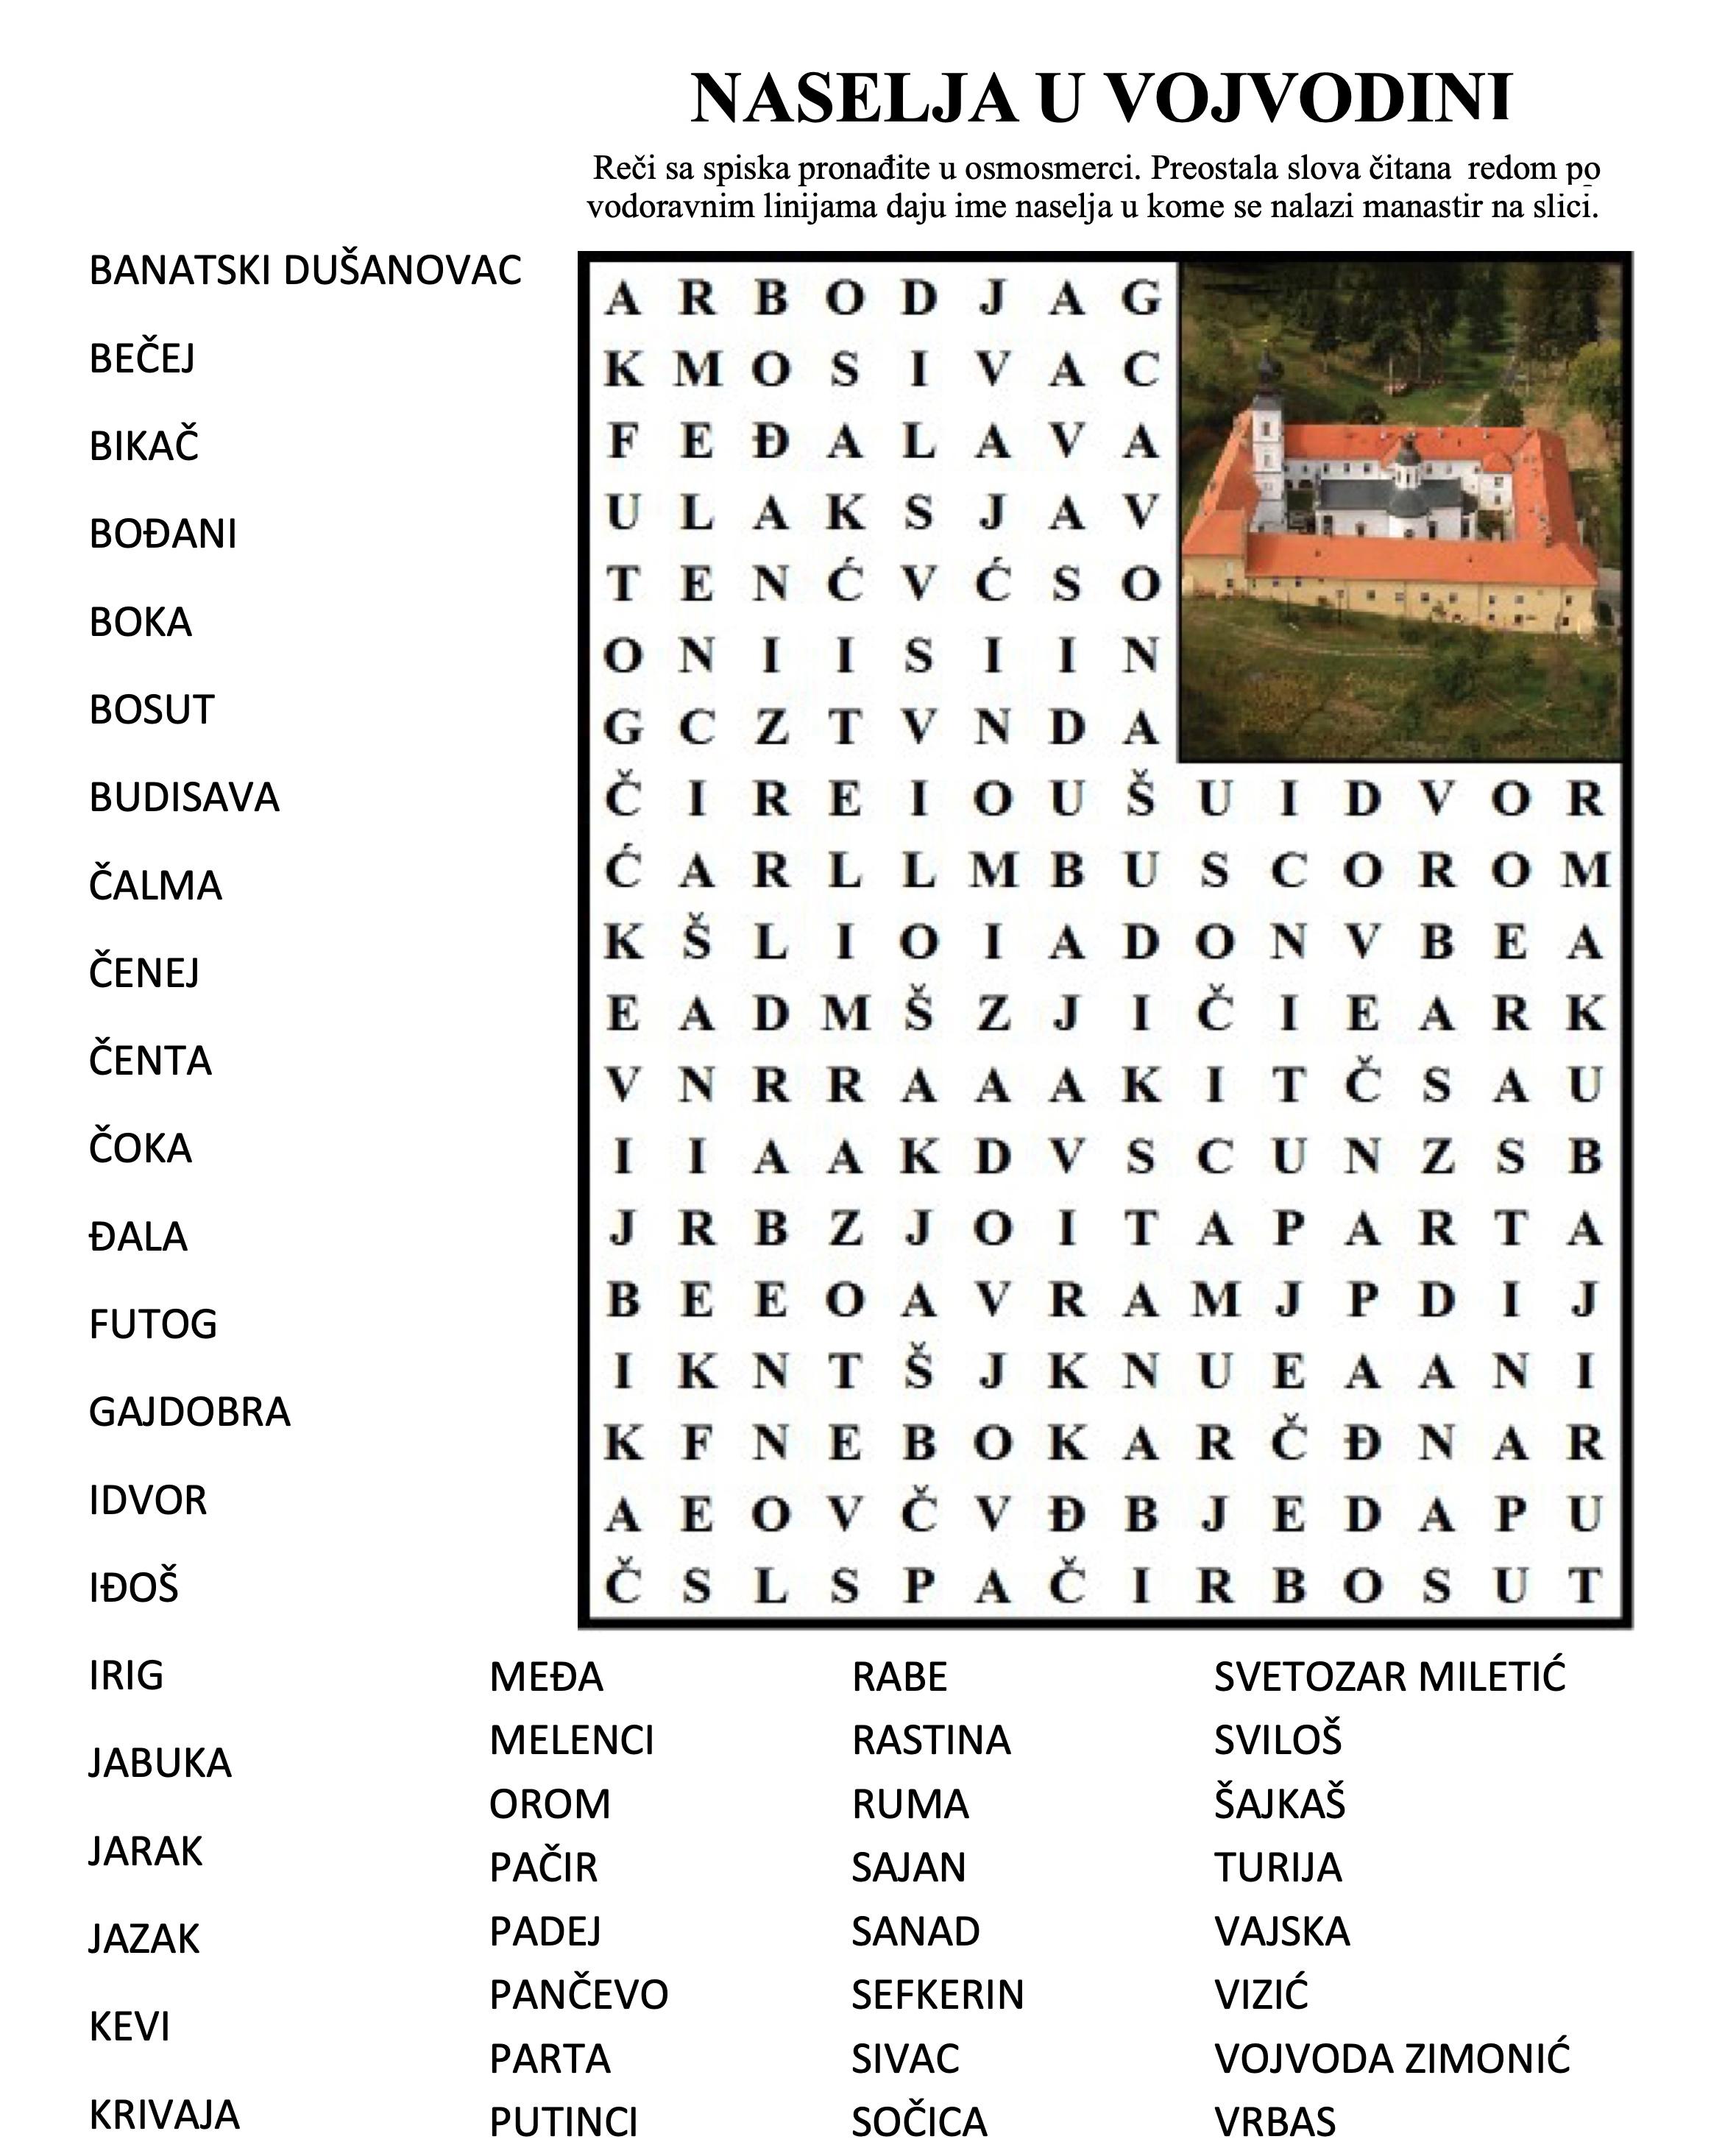 NASELJA U VOJVODINI
Reči sa spiska pronađite u osmosmerci. Preostala slova čitana redom po
vodoravnim linijama daju ime naselja u kome se nalazi manastir na slici.
BANATSKI DUŠANOVAC
BEČEJ
BIKAČ
BOĐANI
BOKA
BOSUT
BUDISAVA
ČALMA
ČENEJ
ČENTA
ČOKA
ĐALA
FUTOG
GAJDOBRA
IDVOR
IĐOŠ
IRIG
JABUKA
JARAK
JAZAK
KEVI
KRIVAJA
A R B O D J A G
K M O S I V A C
F E Đ A L A V A
U L A K S J A V
T E N Ć V Ć S O
O N I I S I I N
G C Z T V N D A
Č I R E I O U Š U I D V O R
Ć A R L L M B U S C O R O M
K Š L I O I A D O N V B E A
E A D M Š Z J I Č I E A R K
V N R R A A A K I T Č S A U
I I A A K D V S C U N Z S B
J R B Z J O I T A P A R T A
B E E O A V R A M J P D I J
I K N T Š J K N U E A A N I
K F N E B O K A R Č Đ N A R
A E O V Č V Đ B J E D A P U
Č S L S P A Č I R B O S U T
MEĐA
MELENCI
OROM
PAČIR
PADEJ
PANČEVO
PARTA
PUTINCI
RABE
RASTINA
RUMA
SAJAN
SANAD
SEFKERIN
SIVAC
SOČICA
SVETOZAR MILETIĆ
SVILOŠ
ŠAJKAŠ
TURIJA
VAJSKA
VIZIĆ
VOJVODA ZIMONIĆ
VRBAS